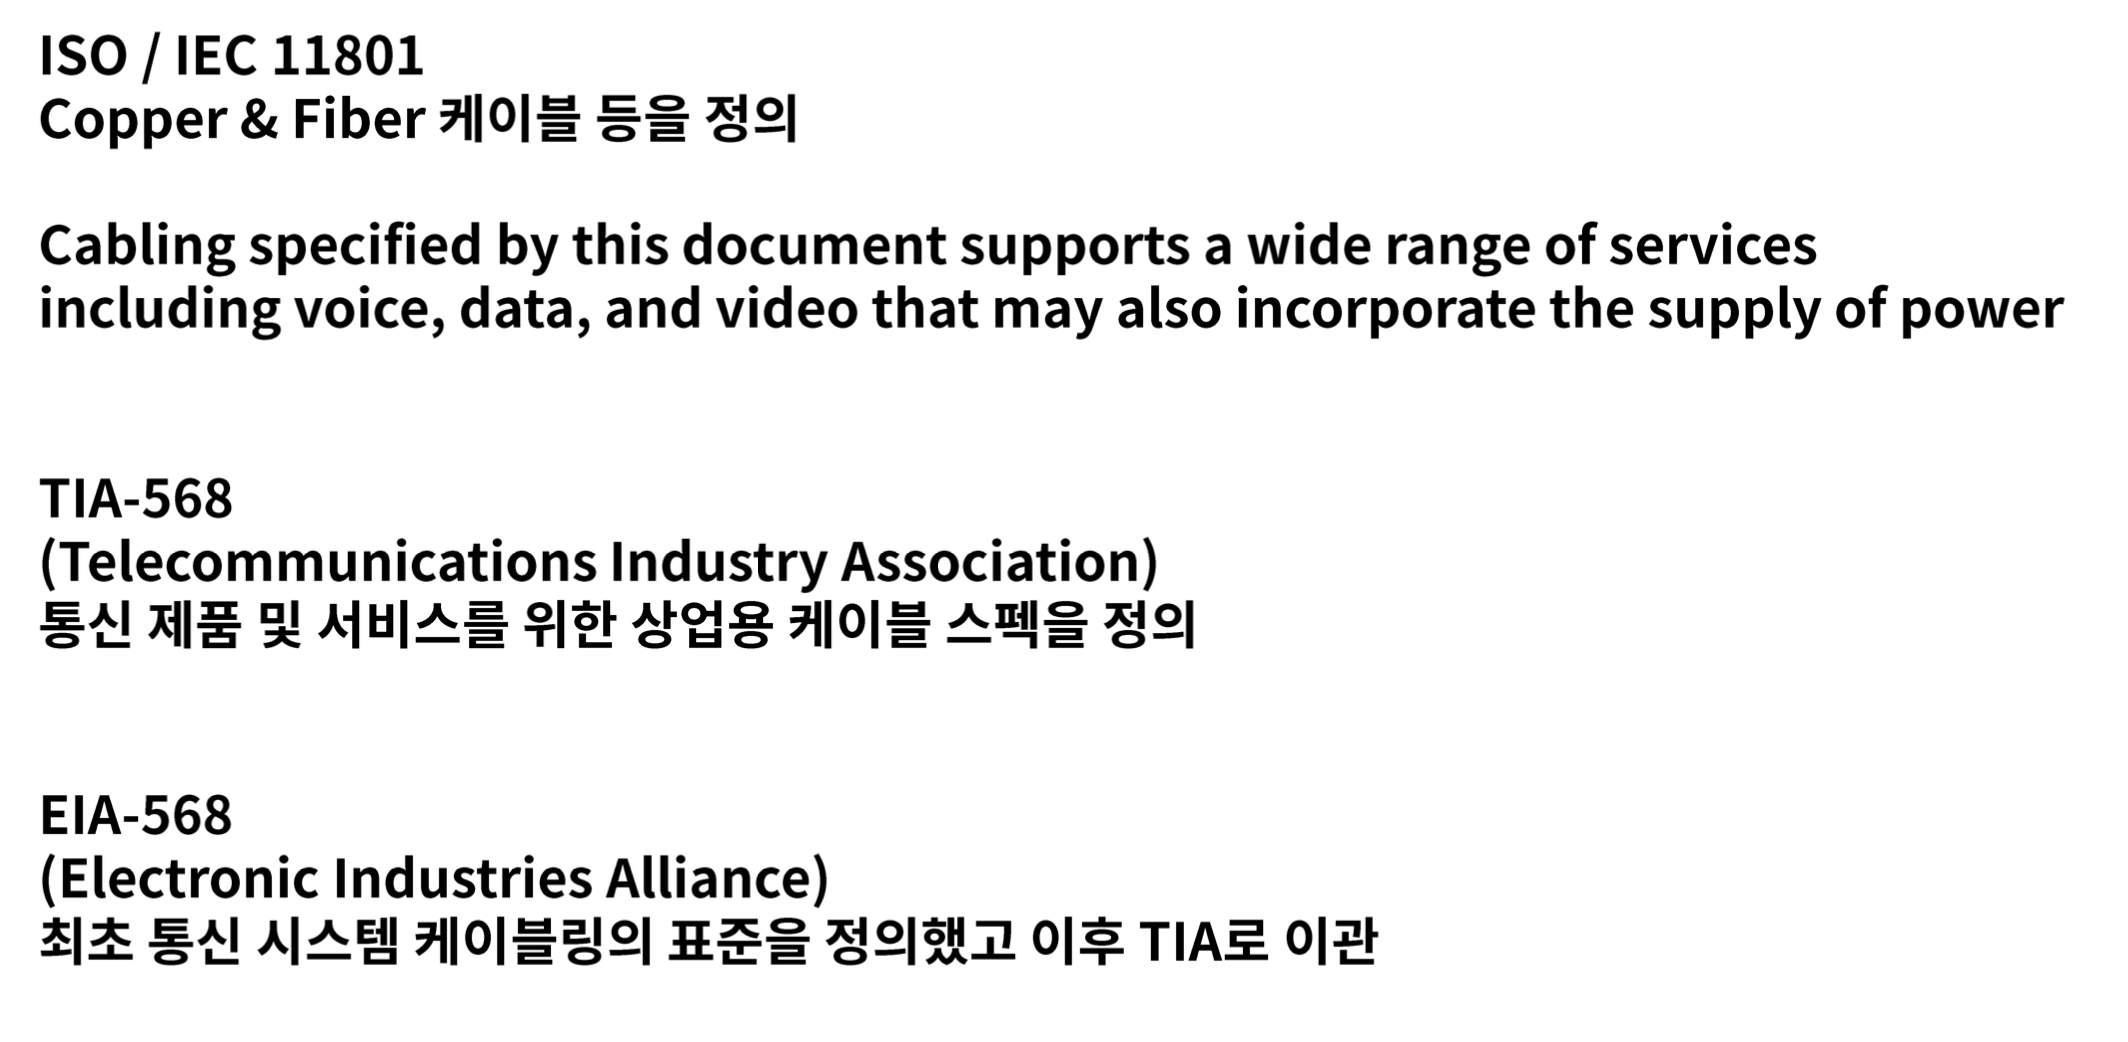 ISO / IEC 11801
Copper & Fiber 케이블 등을 정의
Cabling specified by this document supports a wide range of services
including voice, data, and video that may also incorporate the supply of power
TIA-568
(Telecommunications Industry Association)
통신 제품 및 서비스를 위한 상업용 케이블 스펙을 정의
EIA-568
(Electronic Industries Alliance)
최초 통신 시스템 케이블링의 표준을 정의했고 이후 TIA로 이관